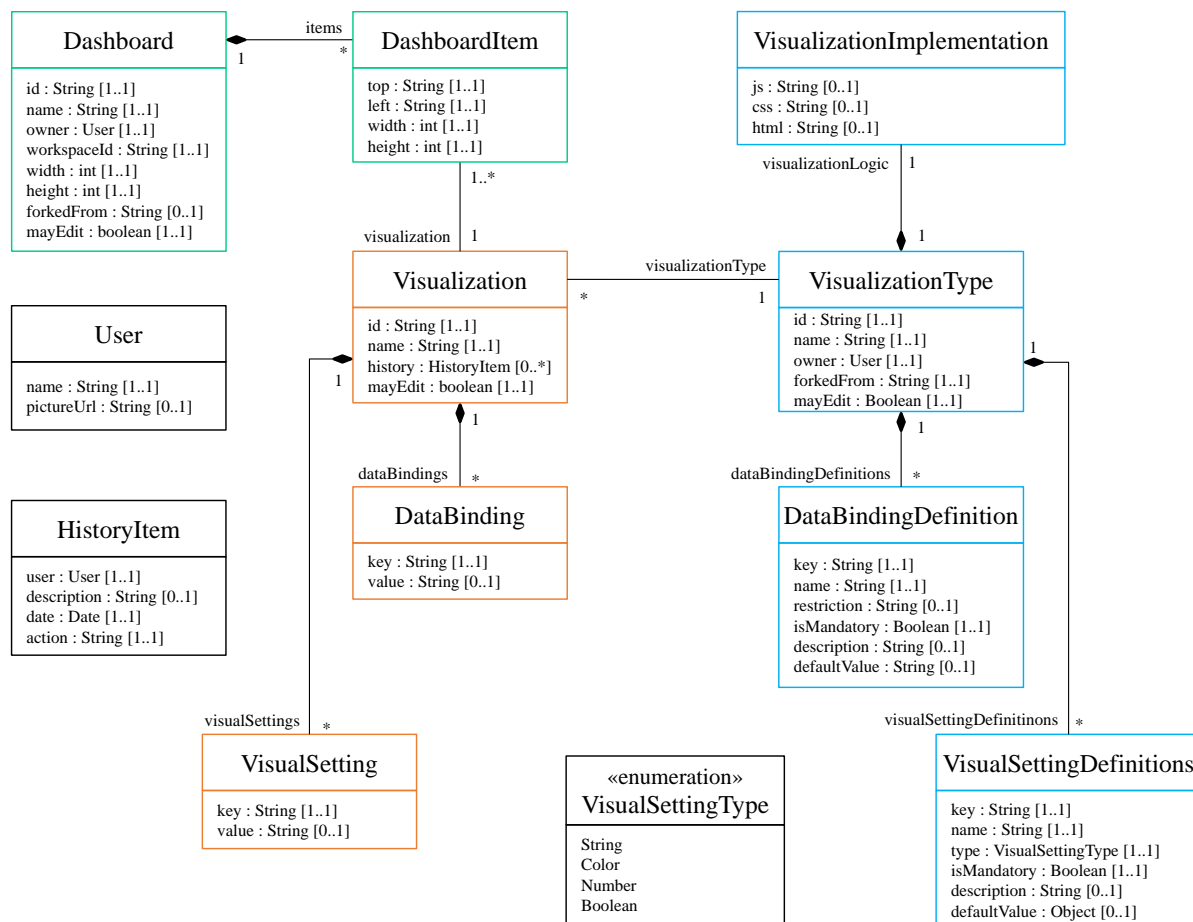 Dashboard
id : String [1..1]
name : String [1..1]
owner : User [1..1]
workspaceId : String [1..1]
width : int [1..1]
height : int [1..1]
forkedFrom : String [0..1]
mayEdit : boolean [1..1]
items
1
*
DashboardItem
top : String [1..1]
left : String [1..1]
width : int [1..1]
height : int [1..1]
VisualizationImplementation
js : String [0..1]
css : String [0..1]
html : String [0..1]
visualizationLogic
1
1
1..*
visualization
1
Visualization
id : String [1..1]
name : String [1..1]
history : HistoryItem [0..*]
mayEdit : boolean [1..1]
visualizationType
*
1
VisualizationType
id : String [1..1]
name : String [1..1]
owner : User [1..1]
forkedFrom : String [1..1]
mayEdit : Boolean [1..1]
User
name : String [1..1]
pictureUrl : String [0..1]
1
1
1
1
dataBindings
*
dataBindingDefinitions
*
HistoryItem
user : User [1..1]
description : String [0..1]
date : Date [1..1]
action : String [1..1]
DataBinding
key : String [1..1]
value : String [0..1]
DataBindingDefinition
key : String [1..1]
name : String [1..1]
restriction : String [0..1]
isMandatory : Boolean [1..1]
description : String [0..1]
defaultValue : String [0..1]
visualSettings
*
visualSettingDefinitinons
*
VisualSetting
key : String [1..1]
value : String [0..1]
«enumeration»
VisualSettingType
String
Color
Number
Boolean
VisualSettingDefinitions
key : String [1..1]
name : String [1..1]
type : VisualSettingType [1..1]
isMandatory : Boolean [1..1]
description : String [0..1]
defaultValue : Object [0..1]